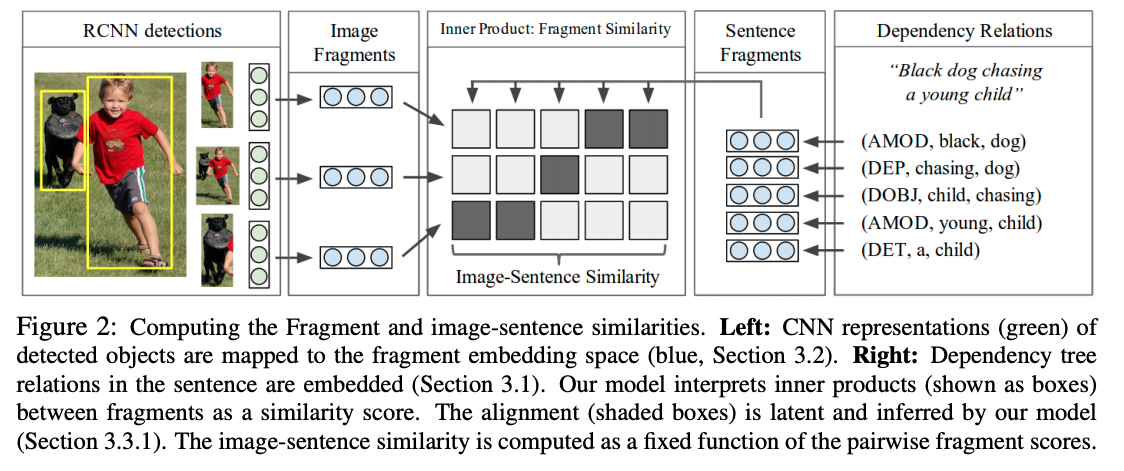 RCNN detections
Image
Fragments
Inner Product: Fragment Similarity
Sentence
Fragments
Dependency Relations
“Black dog chasing
a young child”
(AMOD, black, dog)
(DEP, chasing, dog)
(DOBJ, child, chasing)
(AMOD, young, child)
(DET, a, child)
Image-Sentence Similarity
Figure 2: Computing the Fragment and image-sentence similarities. Left: CNN representations (green) of
detected objects are mapped to the fragment embedding space (blue, Section 3.2). Right: Dependency tree
relations in the sentence are embedded (Section 3.1). Our model interprets inner products (shown as boxes)
between fragments as a similarity score. The alignment (shaded boxes) is latent and inferred by our model
(Section 3.3.1). The image-sentence similarity is computed as a fixed function of the pairwise fragment scores.